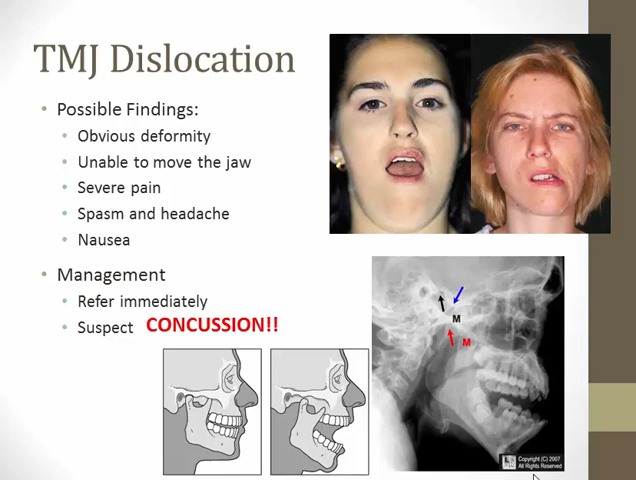 TMJ Dislocation
Possible Findings:
Obvious deformity
Unable to move the jaw
Severe pain
Spasm and headache
Nausea
Management
Refer immediately
Suspect CONCUSSION!!
M
M
Copyright (C) 2007
All Rights Reserved